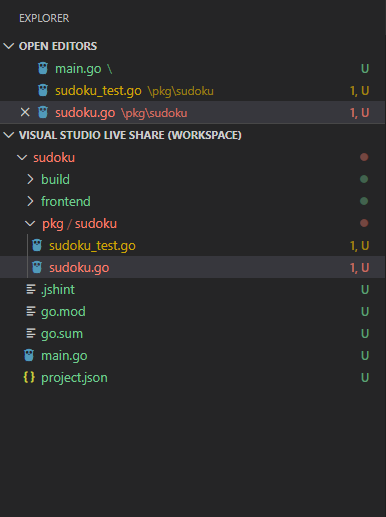 EXPLORER
OPEN EDITORS
main.go \ U
sudoku_test.go \pkg\sudoku 1, U
sudoku.go \pkg\sudoku 1, U
VISUAL STUDIO LIVE SHARE (WORKSPACE)
sudoku
build
frontend
pkg / sudoku
sudoku_test.go 1, U
sudoku.go 1, U
.jshint U
go.mod U
go.sum U
main.go U
{ } project.json U